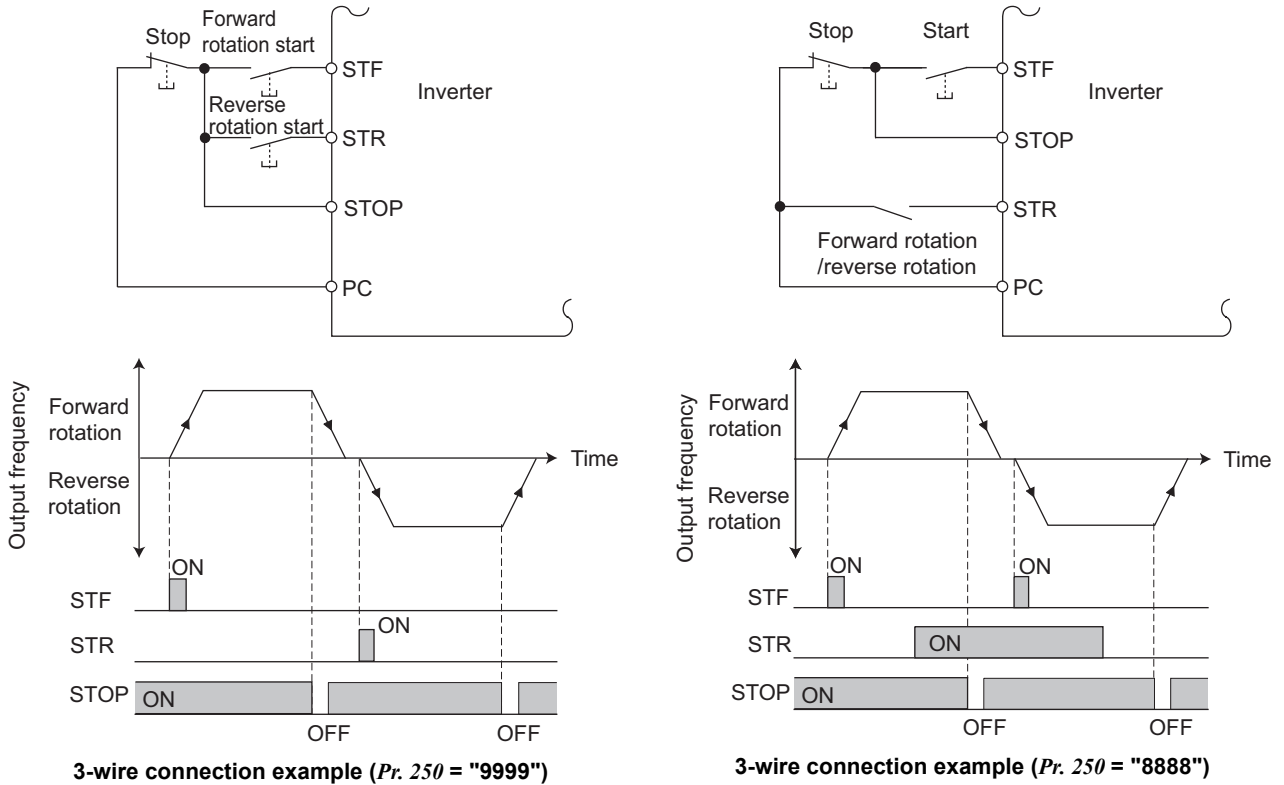 Stop
Forward
rotation start
STF
Inverter
Reverse
rotation start
STR
STOP
PC
Output frequency
Forward
rotation
Reverse
rotation
Time
ON
STF
ON
STR
STOP
ON
OFF
OFF
3-wire connection example (Pr. 250 = "9999")
Stop
Start
STF
Inverter
STOP
STR
Forward rotation
/reverse rotation
PC
Output frequency
Forward
rotation
Reverse
rotation
Time
ON
ON
STF
STR
ON
STOP
ON
OFF
OFF
3-wire connection example (Pr. 250 = "8888")